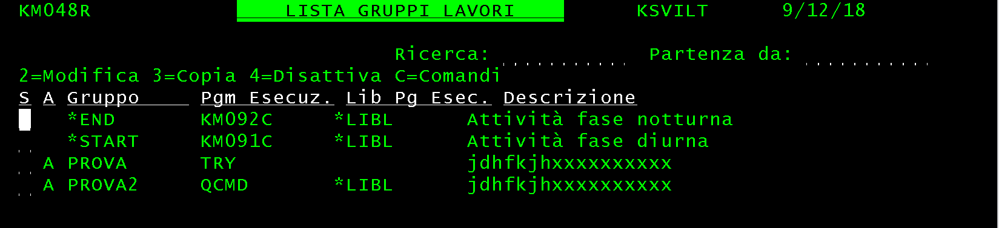 KM048R LISTA GRUPPI LAVORI KSVILT 9/12/18
Ricerca: Partenza da:
2=Modifica 3=Copia 4=Disattiva C=Comandi
S A Gruppo Pgm Esecuz. Lib Pg Esec. Descrizione
*END KM092C *LIBL Attività fase notturna
*START KM091C *LIBL Attività fase diurna
A PROVA TRY jdhfkjhxxxxxxxxxx
A PROVA2 QCMD *LIBL jdhfkjhxxxxxxxxxx